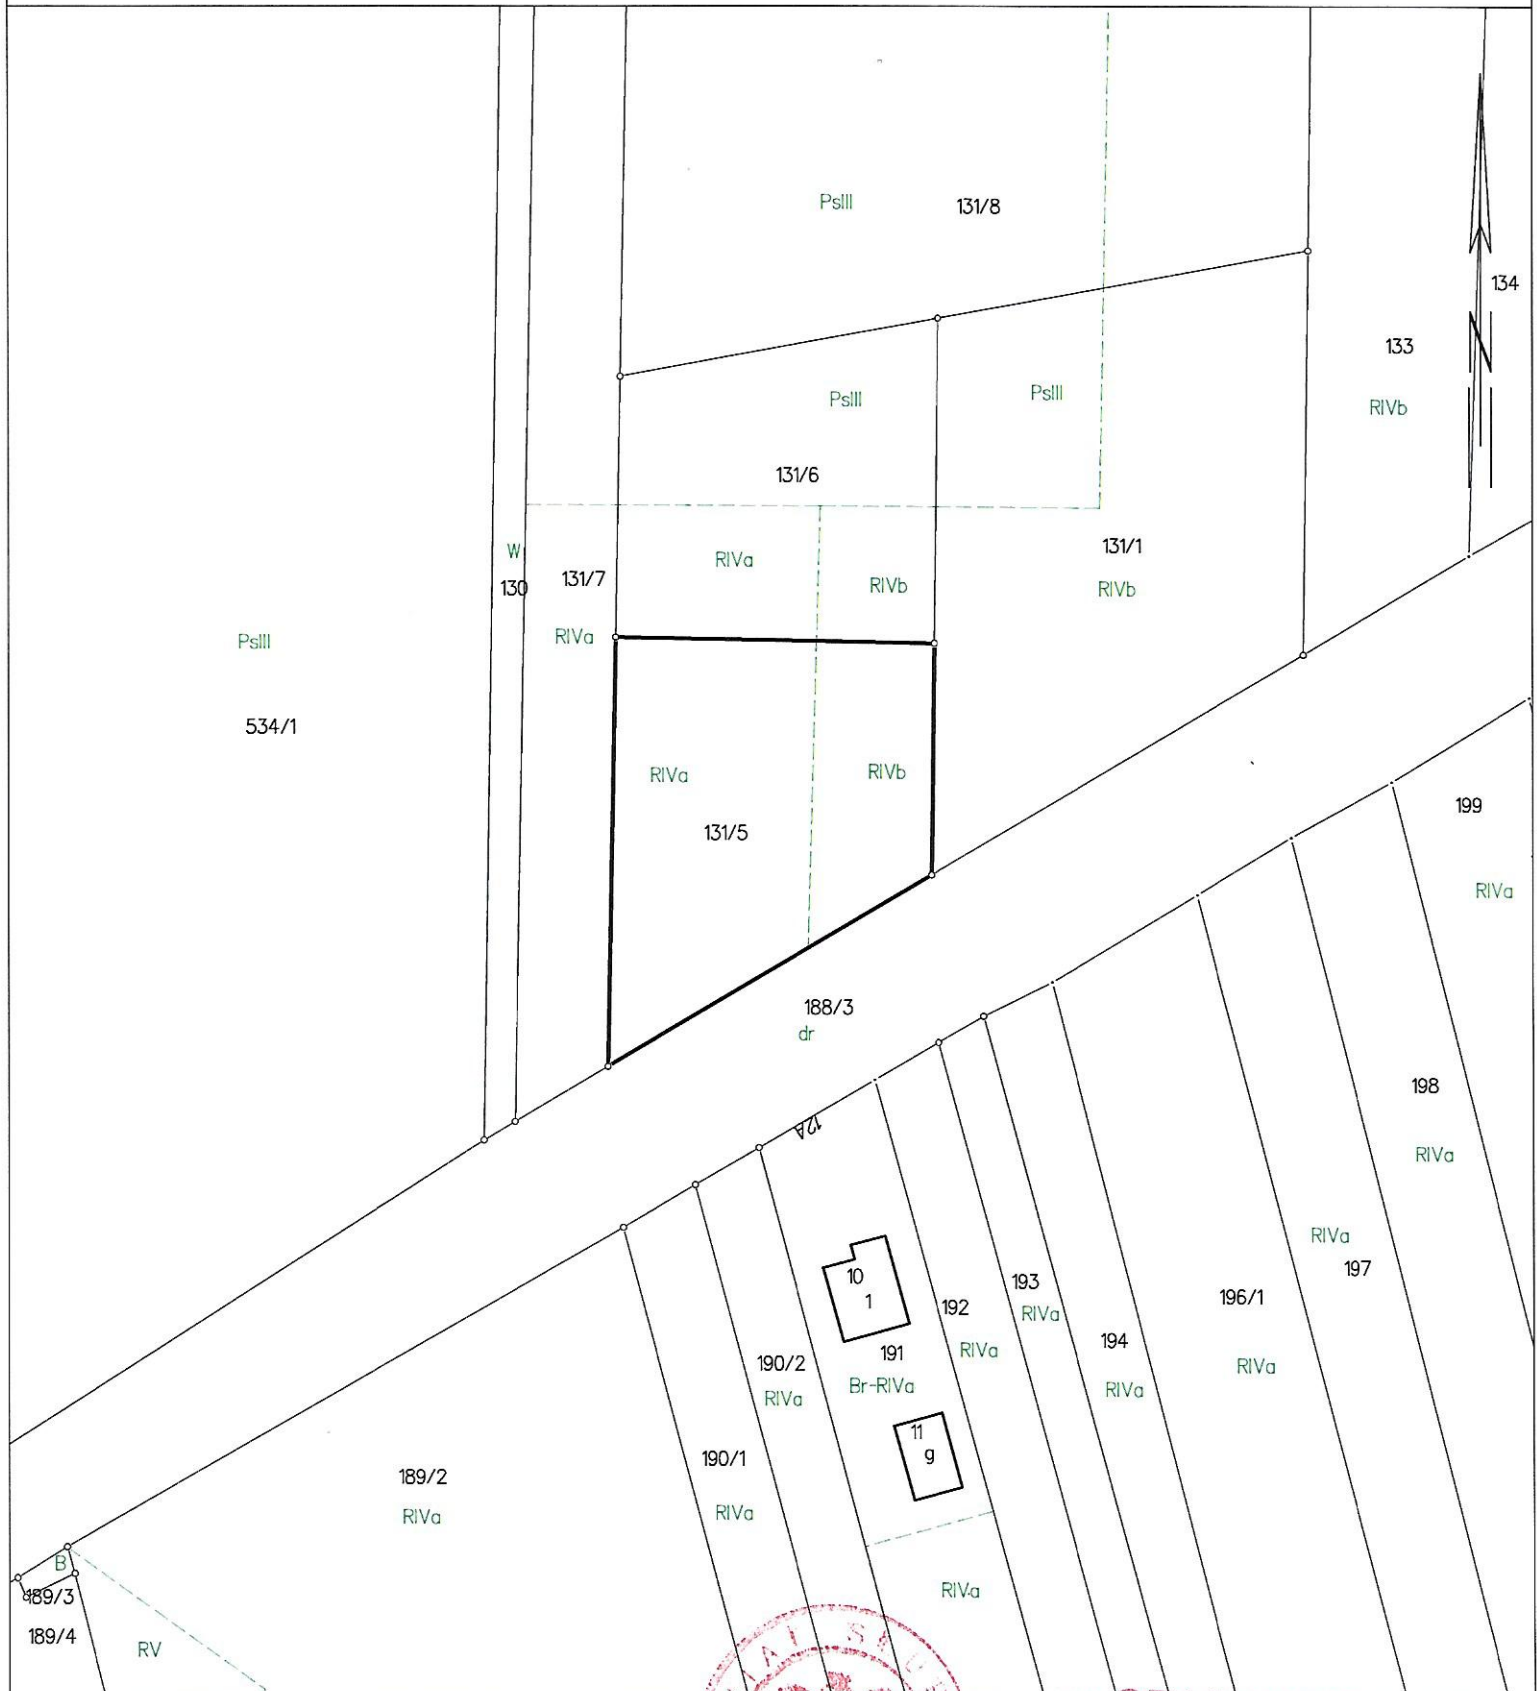 PsIII
131/8
134
133
RIVb
PsIII
PsIII
131/6
131/1
RIVb
W
130
131/7
RIVa
RIVa
RIVb
PsIII
534/1
RIVa
RIVb
131/5
199
RIVa
188/3
dr
198
RIVa
12A
RIVa
197
10
1
193
RIVa
192
RIVa
196/1
RIVa
194
RIVa
190/2
RIVa
191
Br-RIVa
11
g
190/1
RIVa
189/2
RIVa
B
189/3
189/4
RV
RIVa
N